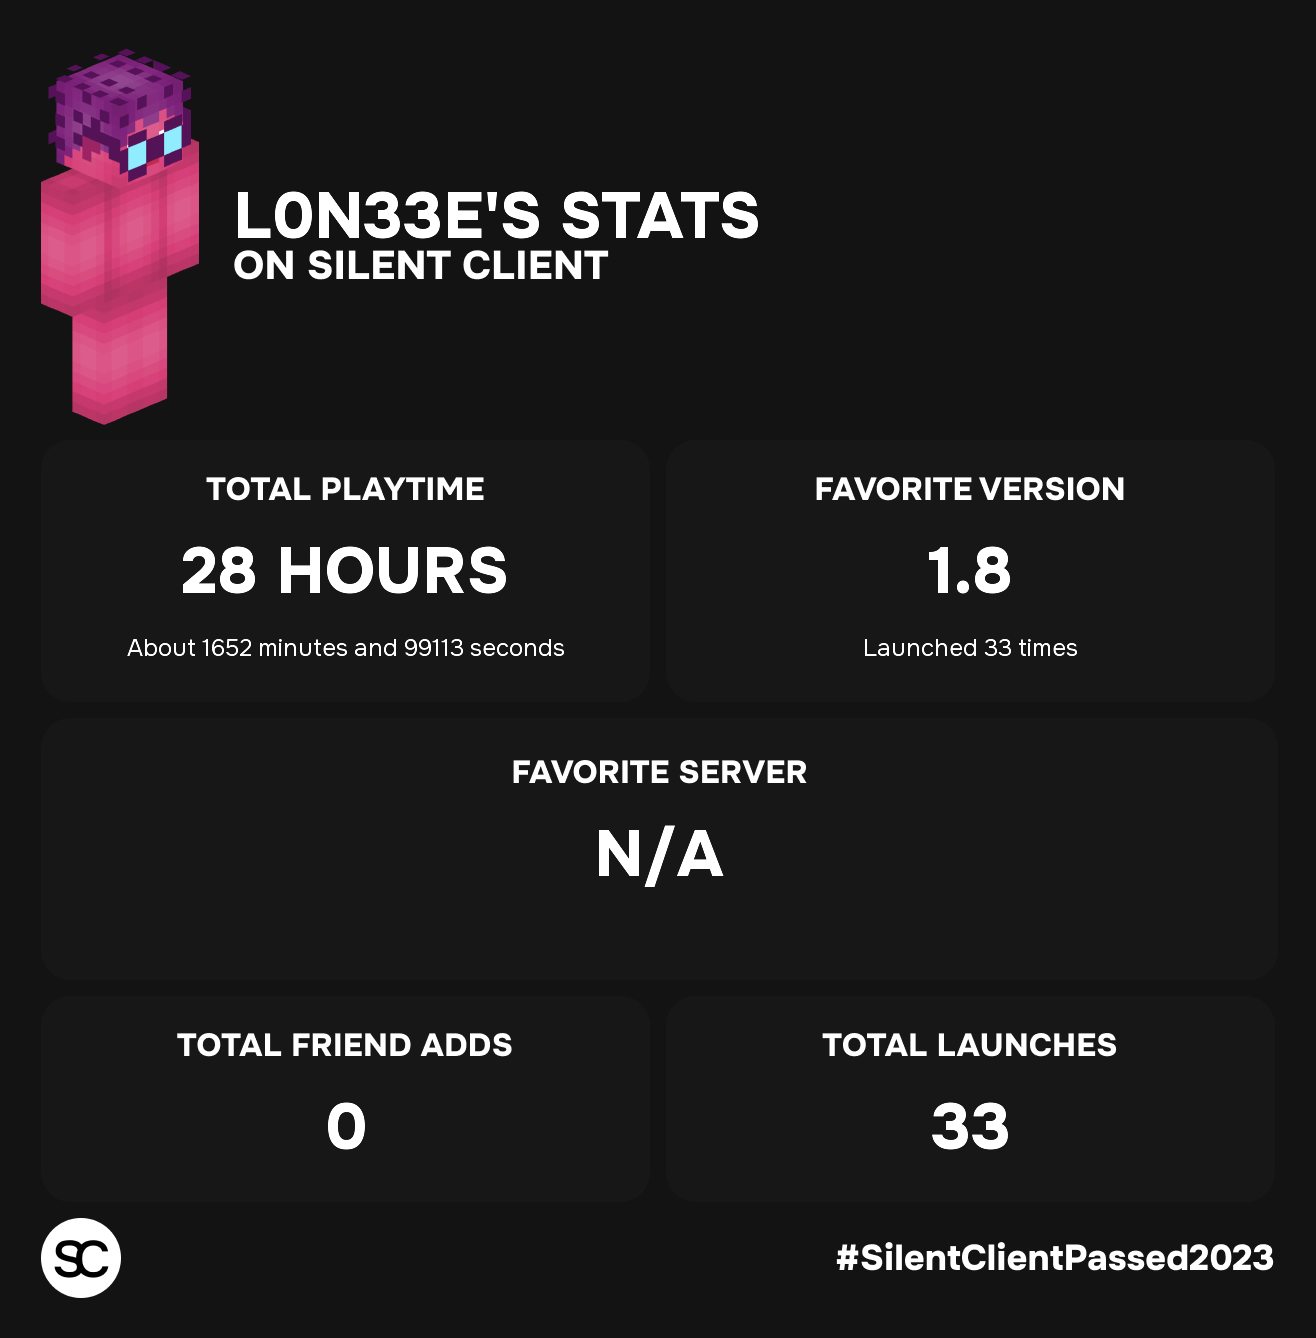 L0N33E'S STATS
ON SILENT CLIENT
TOTAL PLAYTIME
28 HOURS
About 1652 minutes and 99113 seconds
FAVORITE VERSION
1.8
Launched 33 times
FAVORITE SERVER
N/A
TOTAL FRIEND ADDS
0
TOTAL LAUNCHES
33
SC
#SilentClientPassed2023